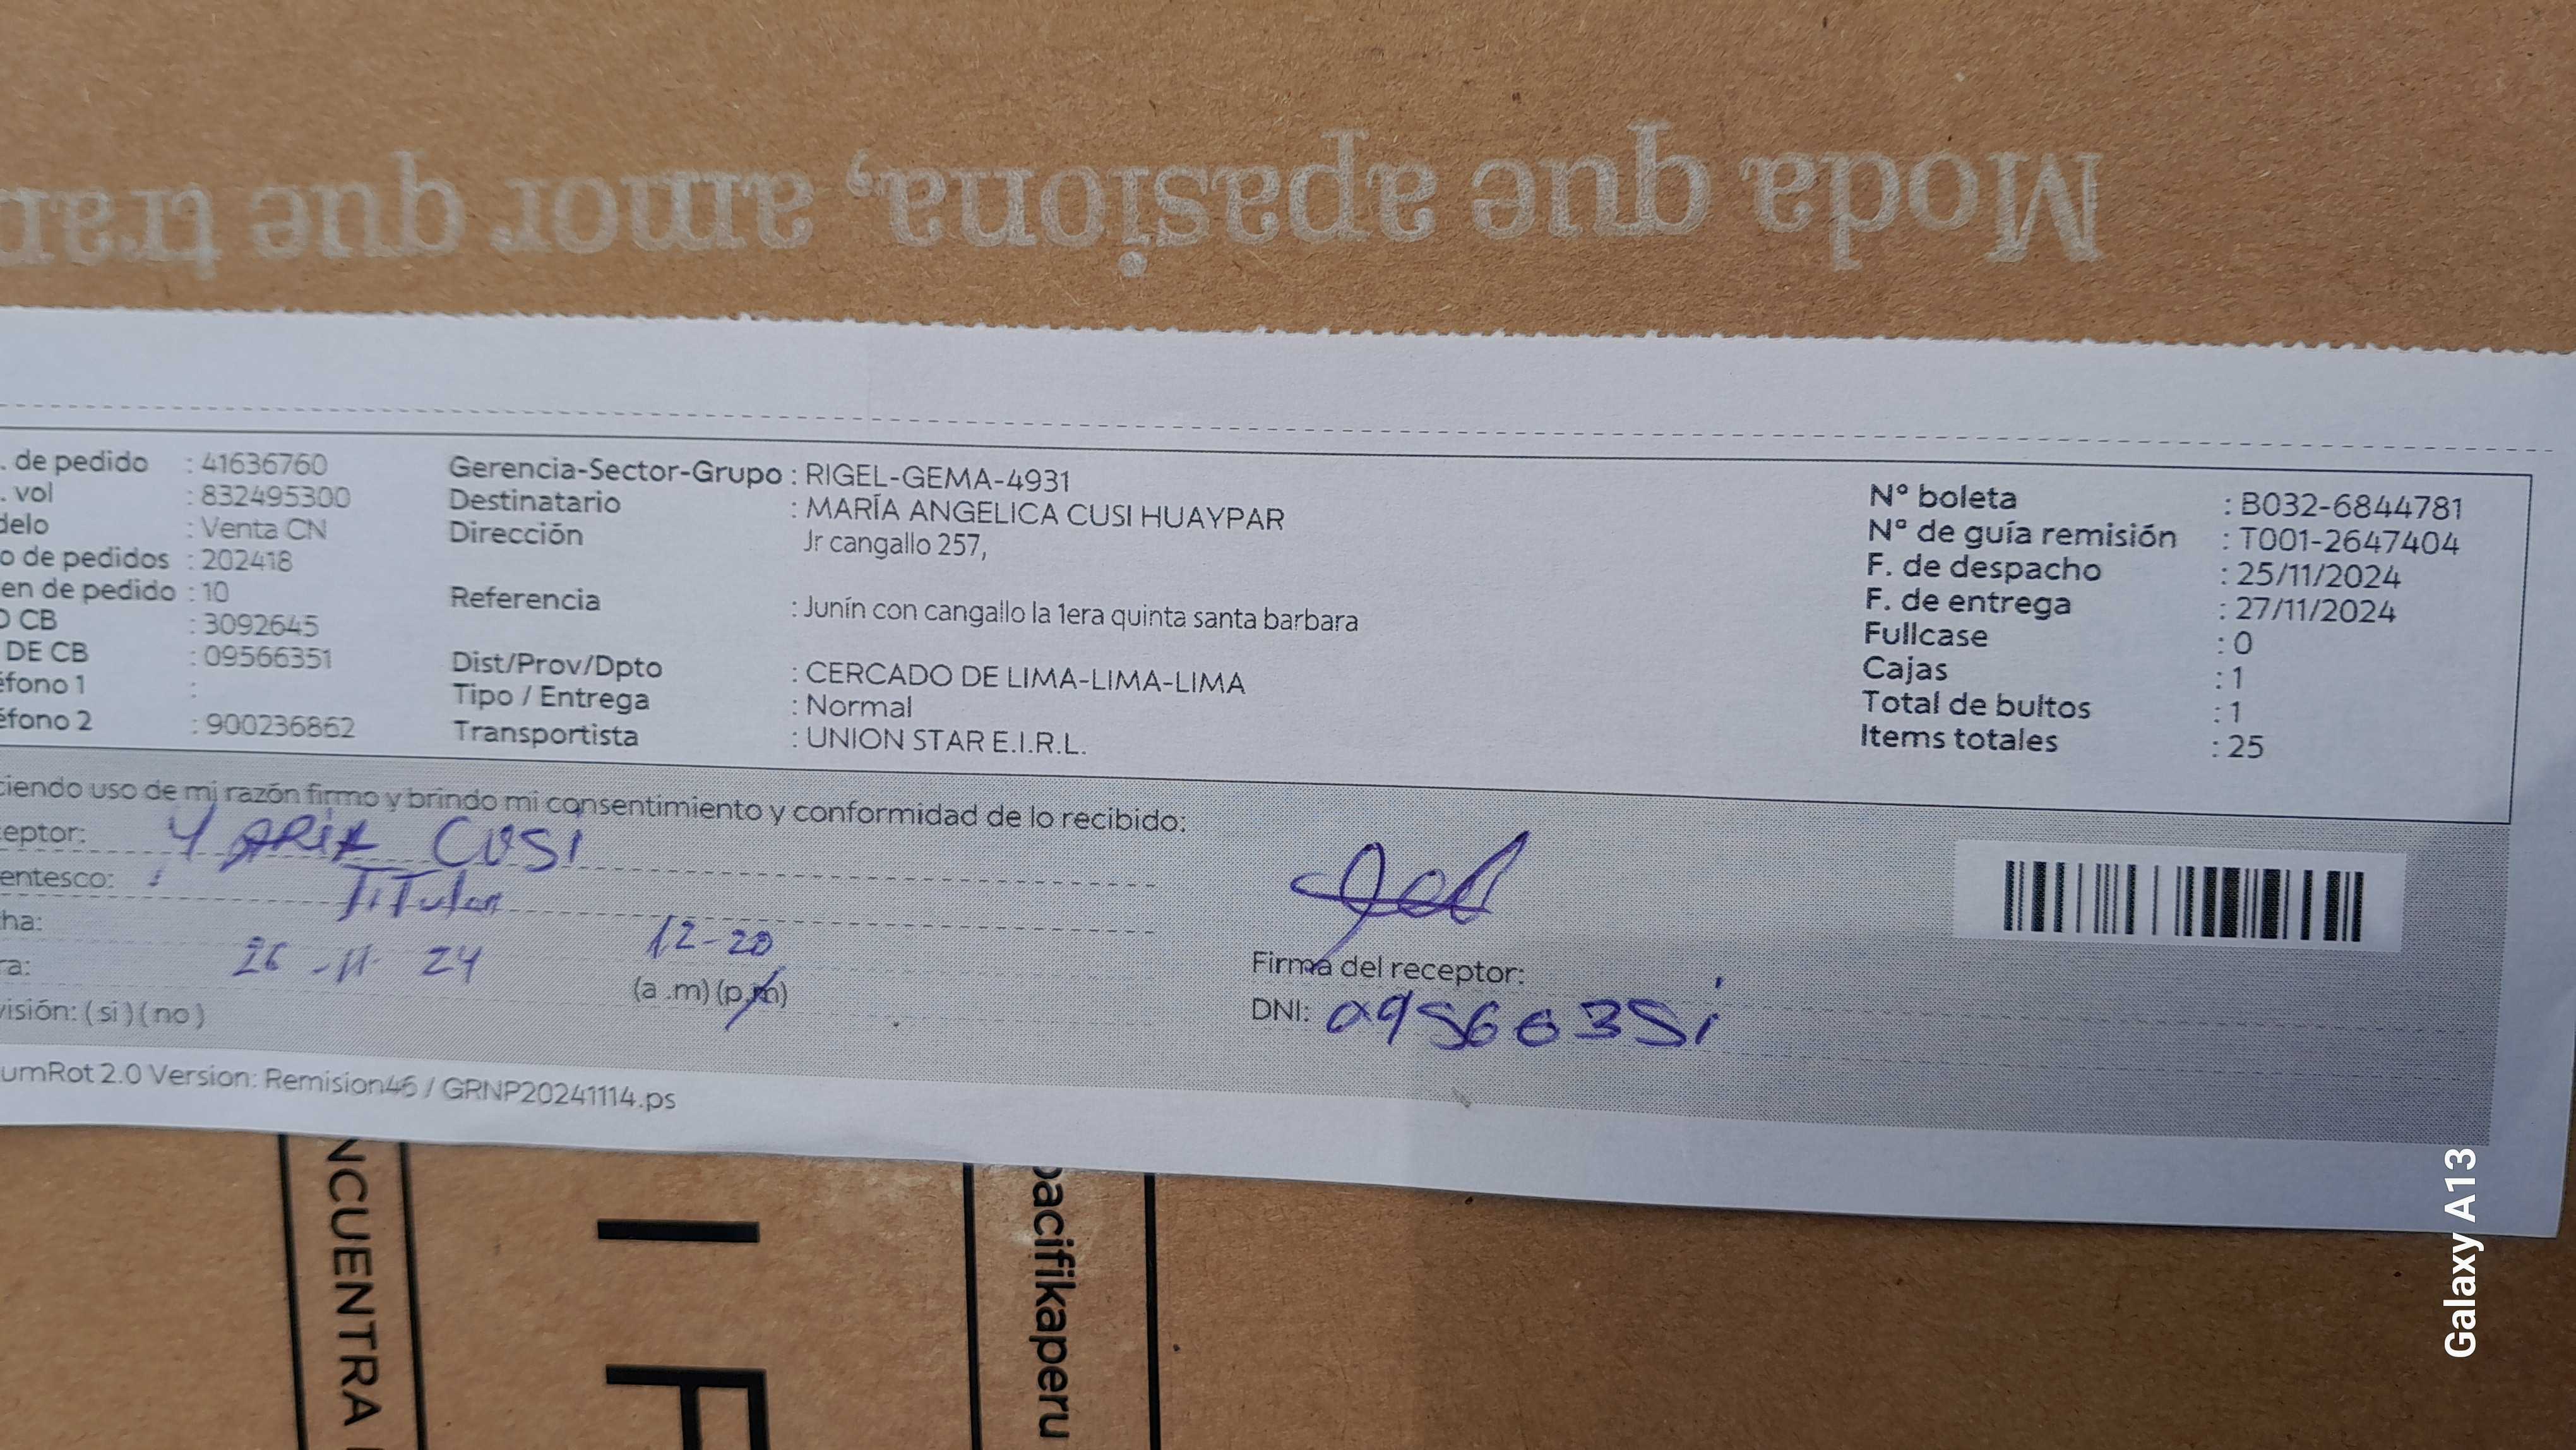 Moda que apasiona, amor que tran
. de pedido : 41636760
. vol : 832495300
delo : Venta CN
o de pedidos : 202418
en de pedido : 10
O CB : 3092645
DE CB : 09566351
éfono 1 :
éfono 2 : 900236862
Gerencia-Sector-Grupo : RIGEL-GEMA-4931
Destinatario : MARÍA ANGELICA CUSI HUAYPAR
Dirección Jr cangallo 257,
Referencia : Junín con cangallo la 1era quinta santa barbara
Dist/Prov/Dpto : CERCADO DE LIMA-LIMA-LIMA
Tipo / Entrega : Normal
Transportista : UNION STAR E.I.R.L.
N° boleta : B032-6844781
N° de guía remisión : T001-2647404
F. de despacho : 25/11/2024
F. de entrega : 27/11/2024
Fullcase : 0
Cajas : 1
Total de bultos : 1
Items totales : 25
ciendo uso de mi razón firmo y brindo mi consentimiento y conformidad de lo recibido:
ceptor: MARIA CUSI
entesco: Titular
cha: 26 - 11 24
ra: 12-20
(a .m) (p.m)
visión: ( si ) ( no )
Firma del receptor:
DNI: 09566351
umRot 2.0 Version: Remision46 / GRNP20241114.ps
NCUENTRA
I F
pacifikaperu
Galaxy A13